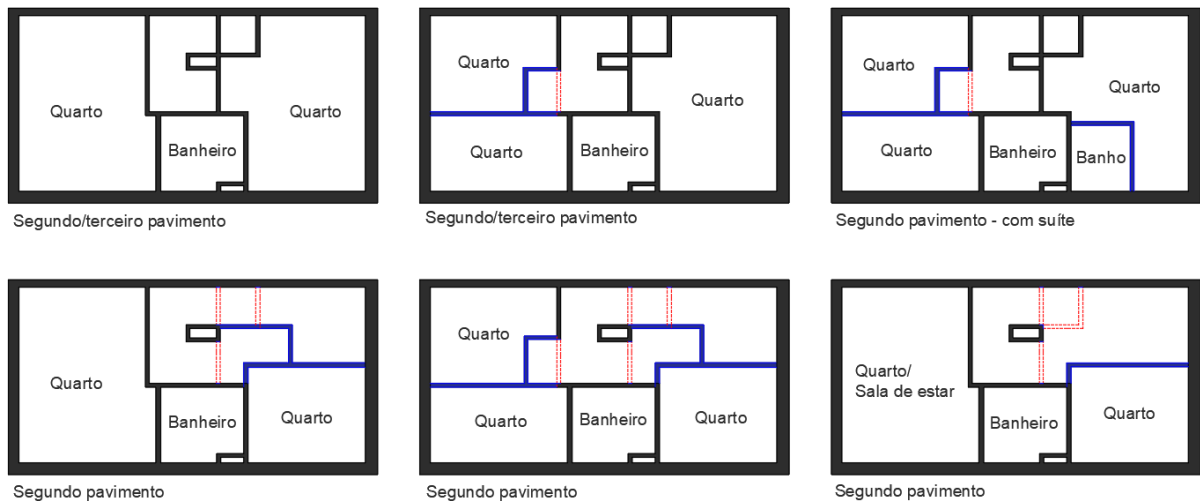 Quarto
Quarto
Banheiro
Segundo/terceiro pavimento
Quarto
Quarto
Quarto
Banheiro
Segundo/terceiro pavimento
Quarto
Quarto
Quarto
Banheiro
Banho
Segundo pavimento - com suíte
Quarto
Banheiro
Quarto
Segundo pavimento
Quarto
Quarto
Banheiro
Quarto
Segundo pavimento
Quarto/
Sala de estar
Banheiro
Quarto
Segundo pavimento